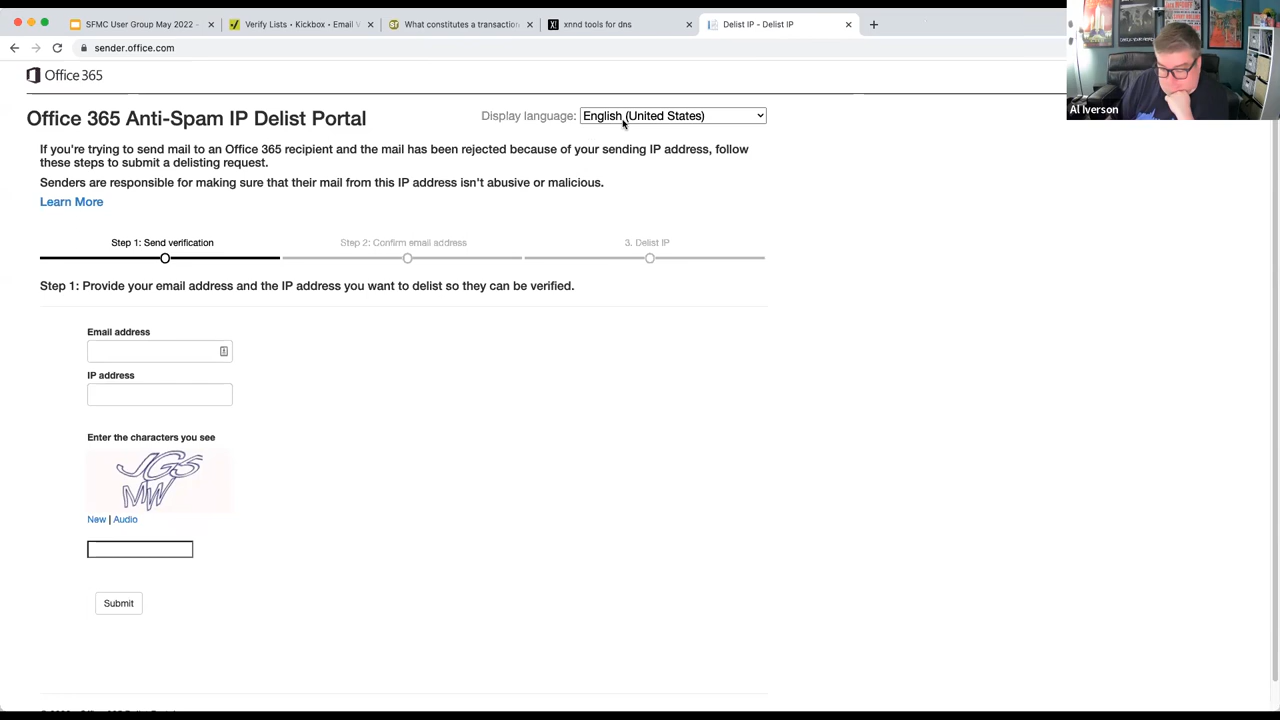 SFMC User Group May 2022 -
Verify Lists • Kickbox • Email V
What constitutes a transaction
xnnd tools for dns
Delist IP - Delist IP
sender.office.com
Al Iverson
Office 365
Office 365 Anti-Spam IP Delist Portal
Display language:
English (United States)
If you're trying to send mail to an Office 365 recipient and the mail has been rejected because of your sending IP address, follow
these steps to submit a delisting request.
Senders are responsible for making sure that their mail from this IP address isn't abusive or malicious.
Learn More
Step 1: Send verification
Step 2: Confirm email address
3. Delist IP
Step 1: Provide your email address and the IP address you want to delist so they can be verified.
Email address
IP address
Enter the characters you see
JGS
MW
New | Audio
Submit